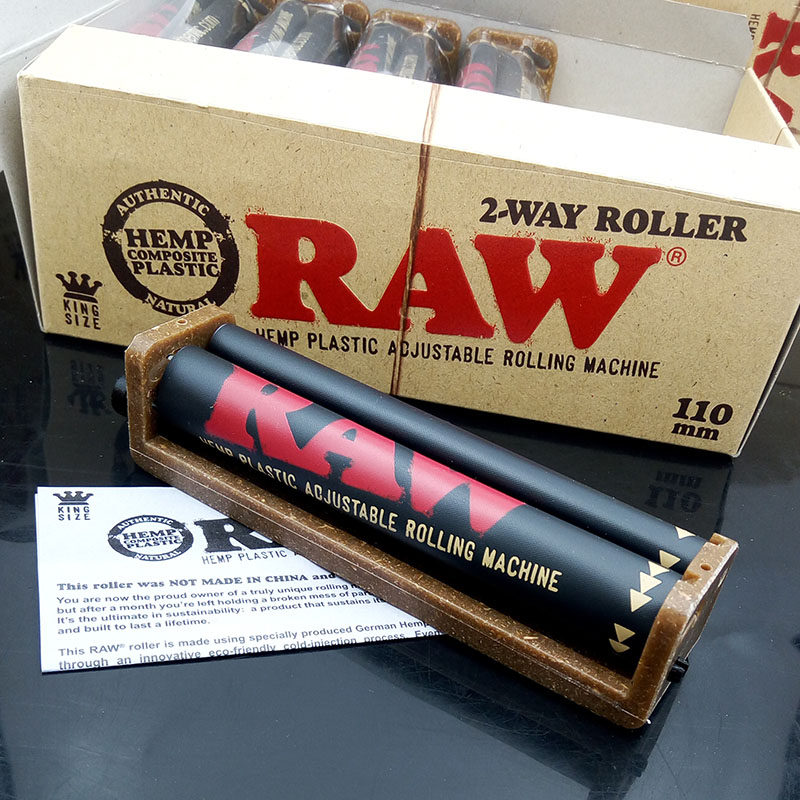 AUTHENTIC
HEMP
COMPOSITE
PLASTIC
NATURAL
KING
SIZE
2-WAY ROLLER
RAW®
HEMP PLASTIC ADJUSTABLE ROLLING MACHINE
110
mm
RAW
HEMP PLASTIC ADJUSTABLE ROLLING MACHINE
KING
SIZE
AUTHENTIC
HEMP
COMPOSITE
PLASTIC
NATURAL
HEMP PLASTIC
This roller was NOT MADE IN CHINA and
You are now the proud owner of a truly unique rolling
but after a month you're left holding a broken mess of
It's the ultimate in sustainability: a product that sustains
and built to last a lifetime.
This RAW® roller is made using specially produced German Hemp
through an innovative eco-friendly cold-injection process.